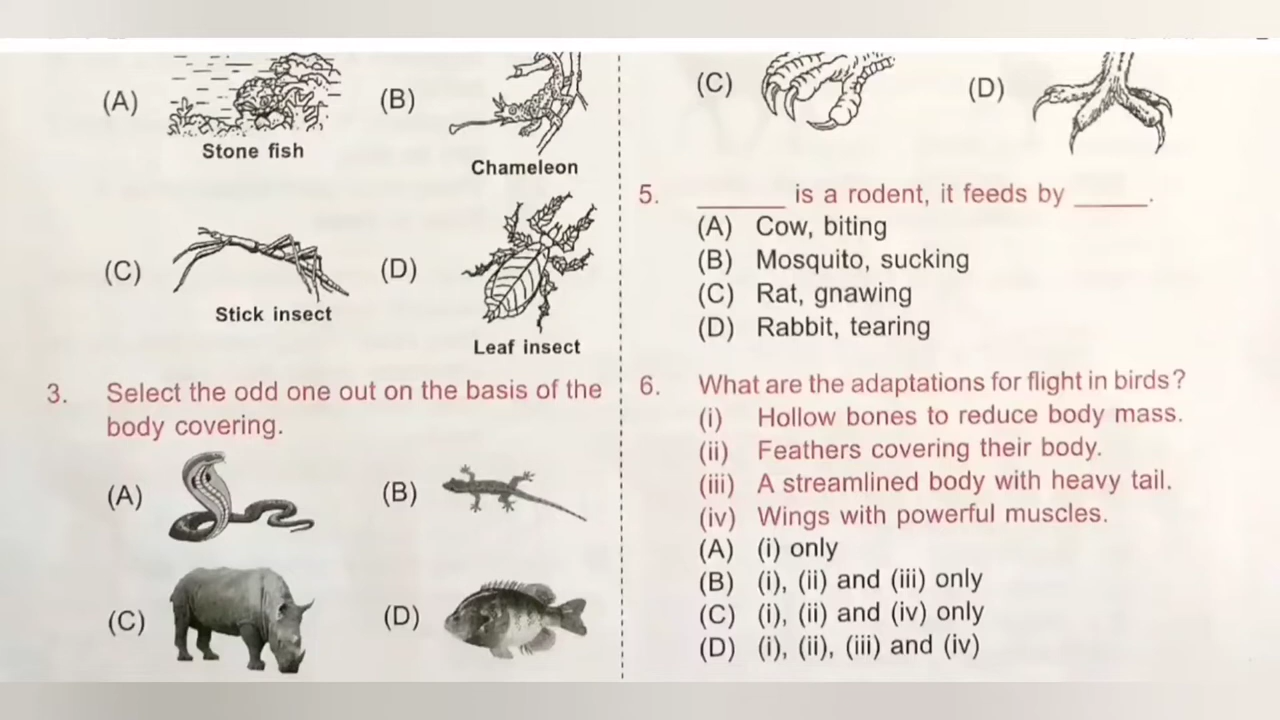 (A)
Stone fish
(B)
Chameleon
(C)
Stick insect
(D)
Leaf insect
3. Select the odd one out on the basis of the
body covering.
(A)
(B)
(C)
(D)
(C)
(D)
5. ______ is a rodent, it feeds by _____.
(A) Cow, biting
(B) Mosquito, sucking
(C) Rat, gnawing
(D) Rabbit, tearing
6. What are the adaptations for flight in birds?
(i) Hollow bones to reduce body mass.
(ii) Feathers covering their body.
(iii) A streamlined body with heavy tail.
(iv) Wings with powerful muscles.
(A) (i) only
(B) (i), (ii) and (iii) only
(C) (i), (ii) and (iv) only
(D) (i), (ii), (iii) and (iv)